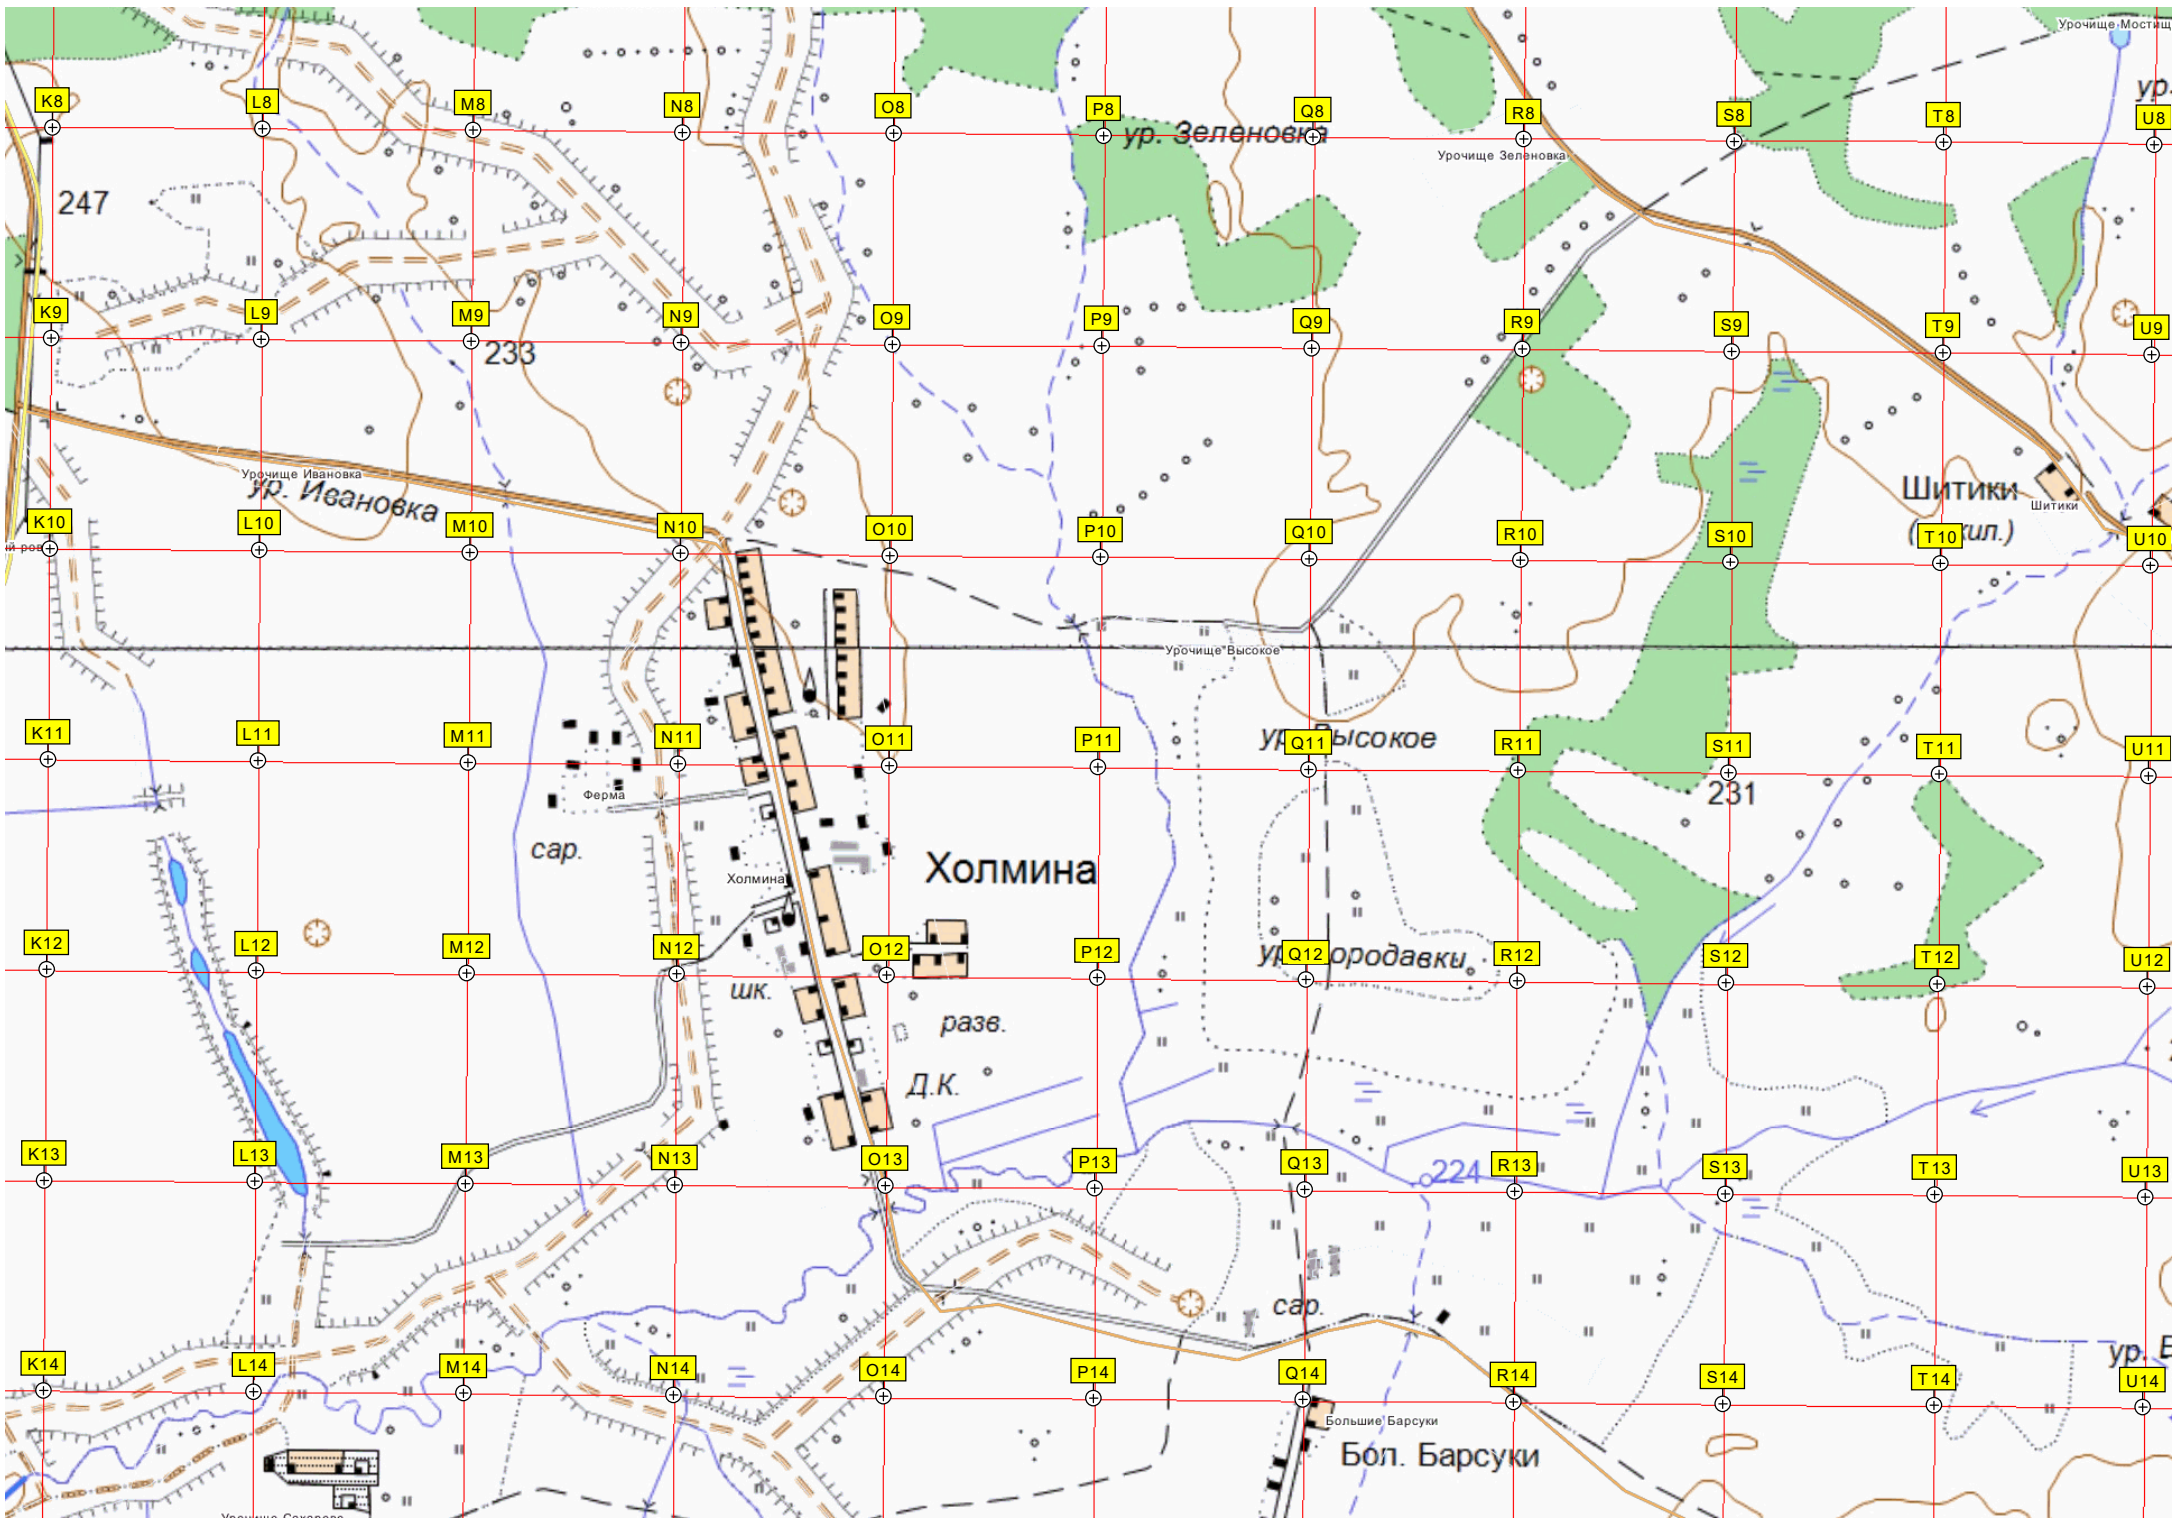 Урочище Мостищ
ур.
K8 L8 M8 N8 O8 P8 Q8 R8 S8 T8 U8
ур. Зеленовка
Урочище Зеленовка
247
K9 L9 M9 N9 O9 P9 Q9 R9 S9 T9 U9
233
Урочище Ивановка
ур. Ивановка
Шитики
Шитики
K10 L10 M10 N10 O10 P10 Q10 R10 S10 T10 U10
й ров
Урочище Высокое
K11 L11 M11 N11 O11 P11 Q11 R11 S11 T11 U11
231
Ферма
сар.
Холмина
Холмина
K12 L12 M12 N12 O12 P12 Q12 R12 S12 T12 U12
шк.
разв.
Д.К.
K13 L13 M13 N13 O13 P13 Q13 R13 S13 T13 U13
224
сар.
ур. Б
K14 L14 M14 N14 O14 P14 Q14 R14 S14 T14 U14
Большие Барсуки
Бол. Барсуки